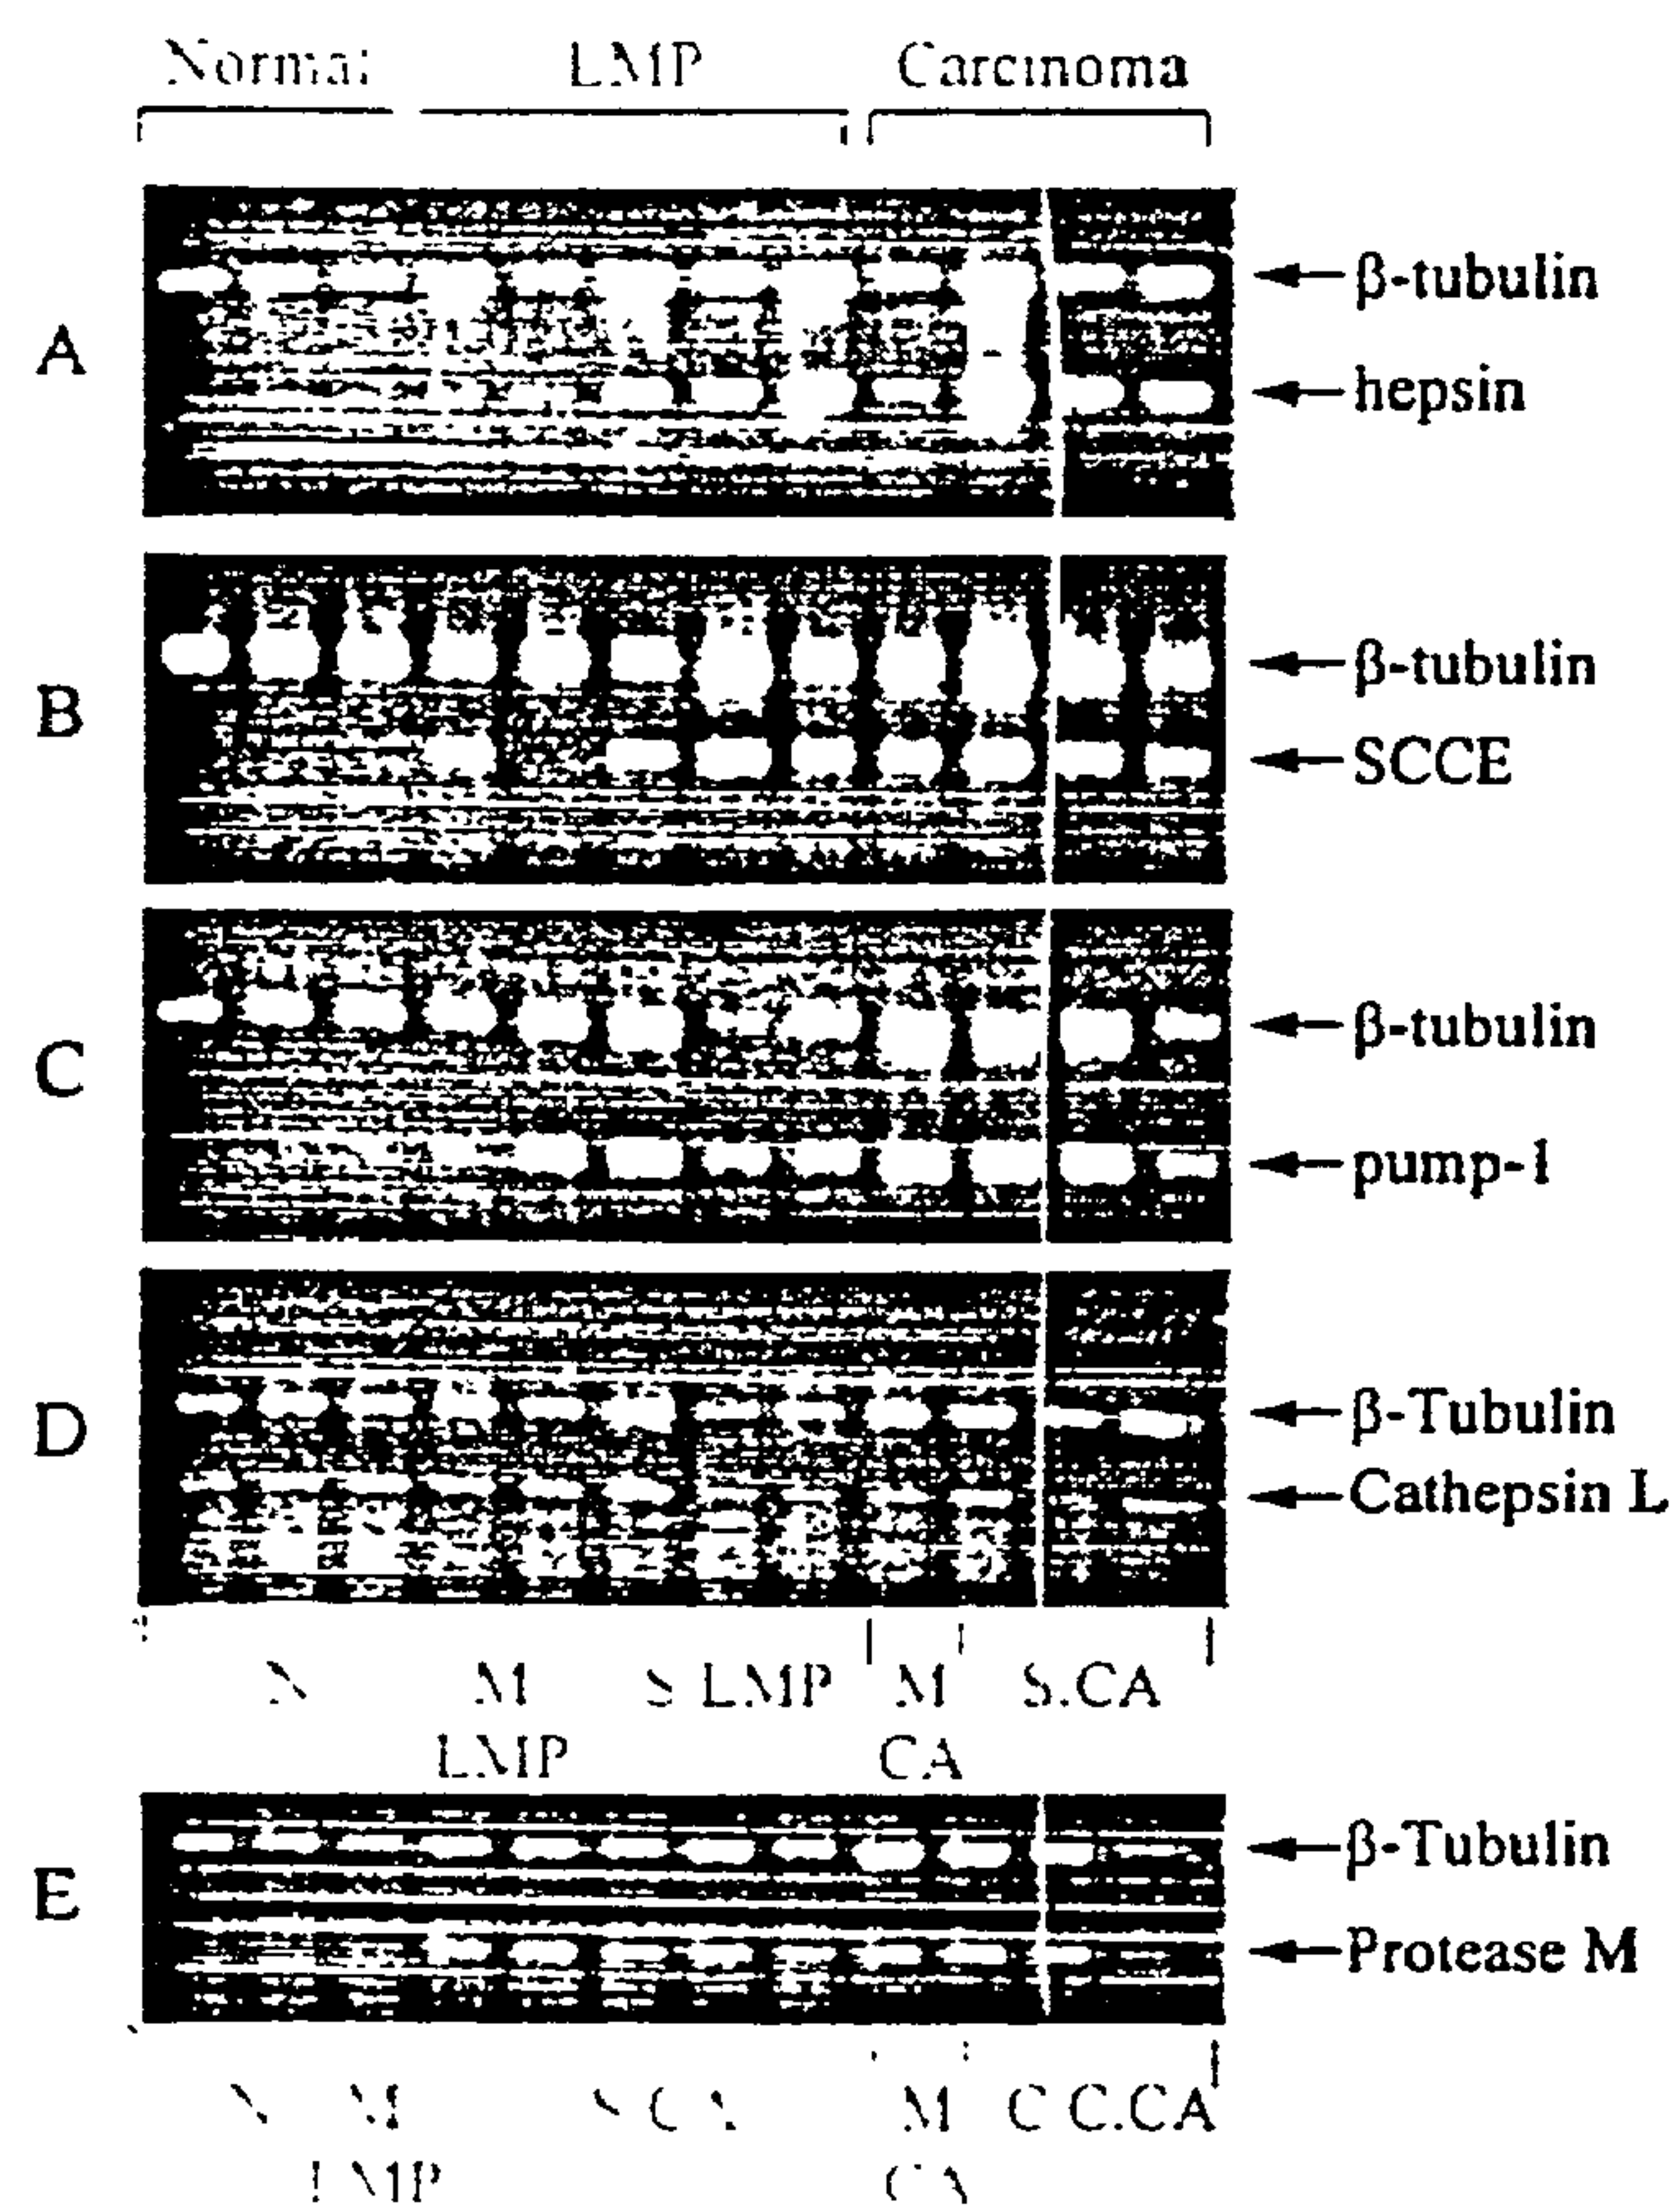 Normal LMP Carcinoma
A
β-tubulin
hepsin
B
β-tubulin
SCCE
C
β-tubulin
pump-1
D
β-Tubulin
Cathepsin L
N M S LMP M S.CA
LMP CA
E
β-Tubulin
Protease M
M M C.CA
LMP CA